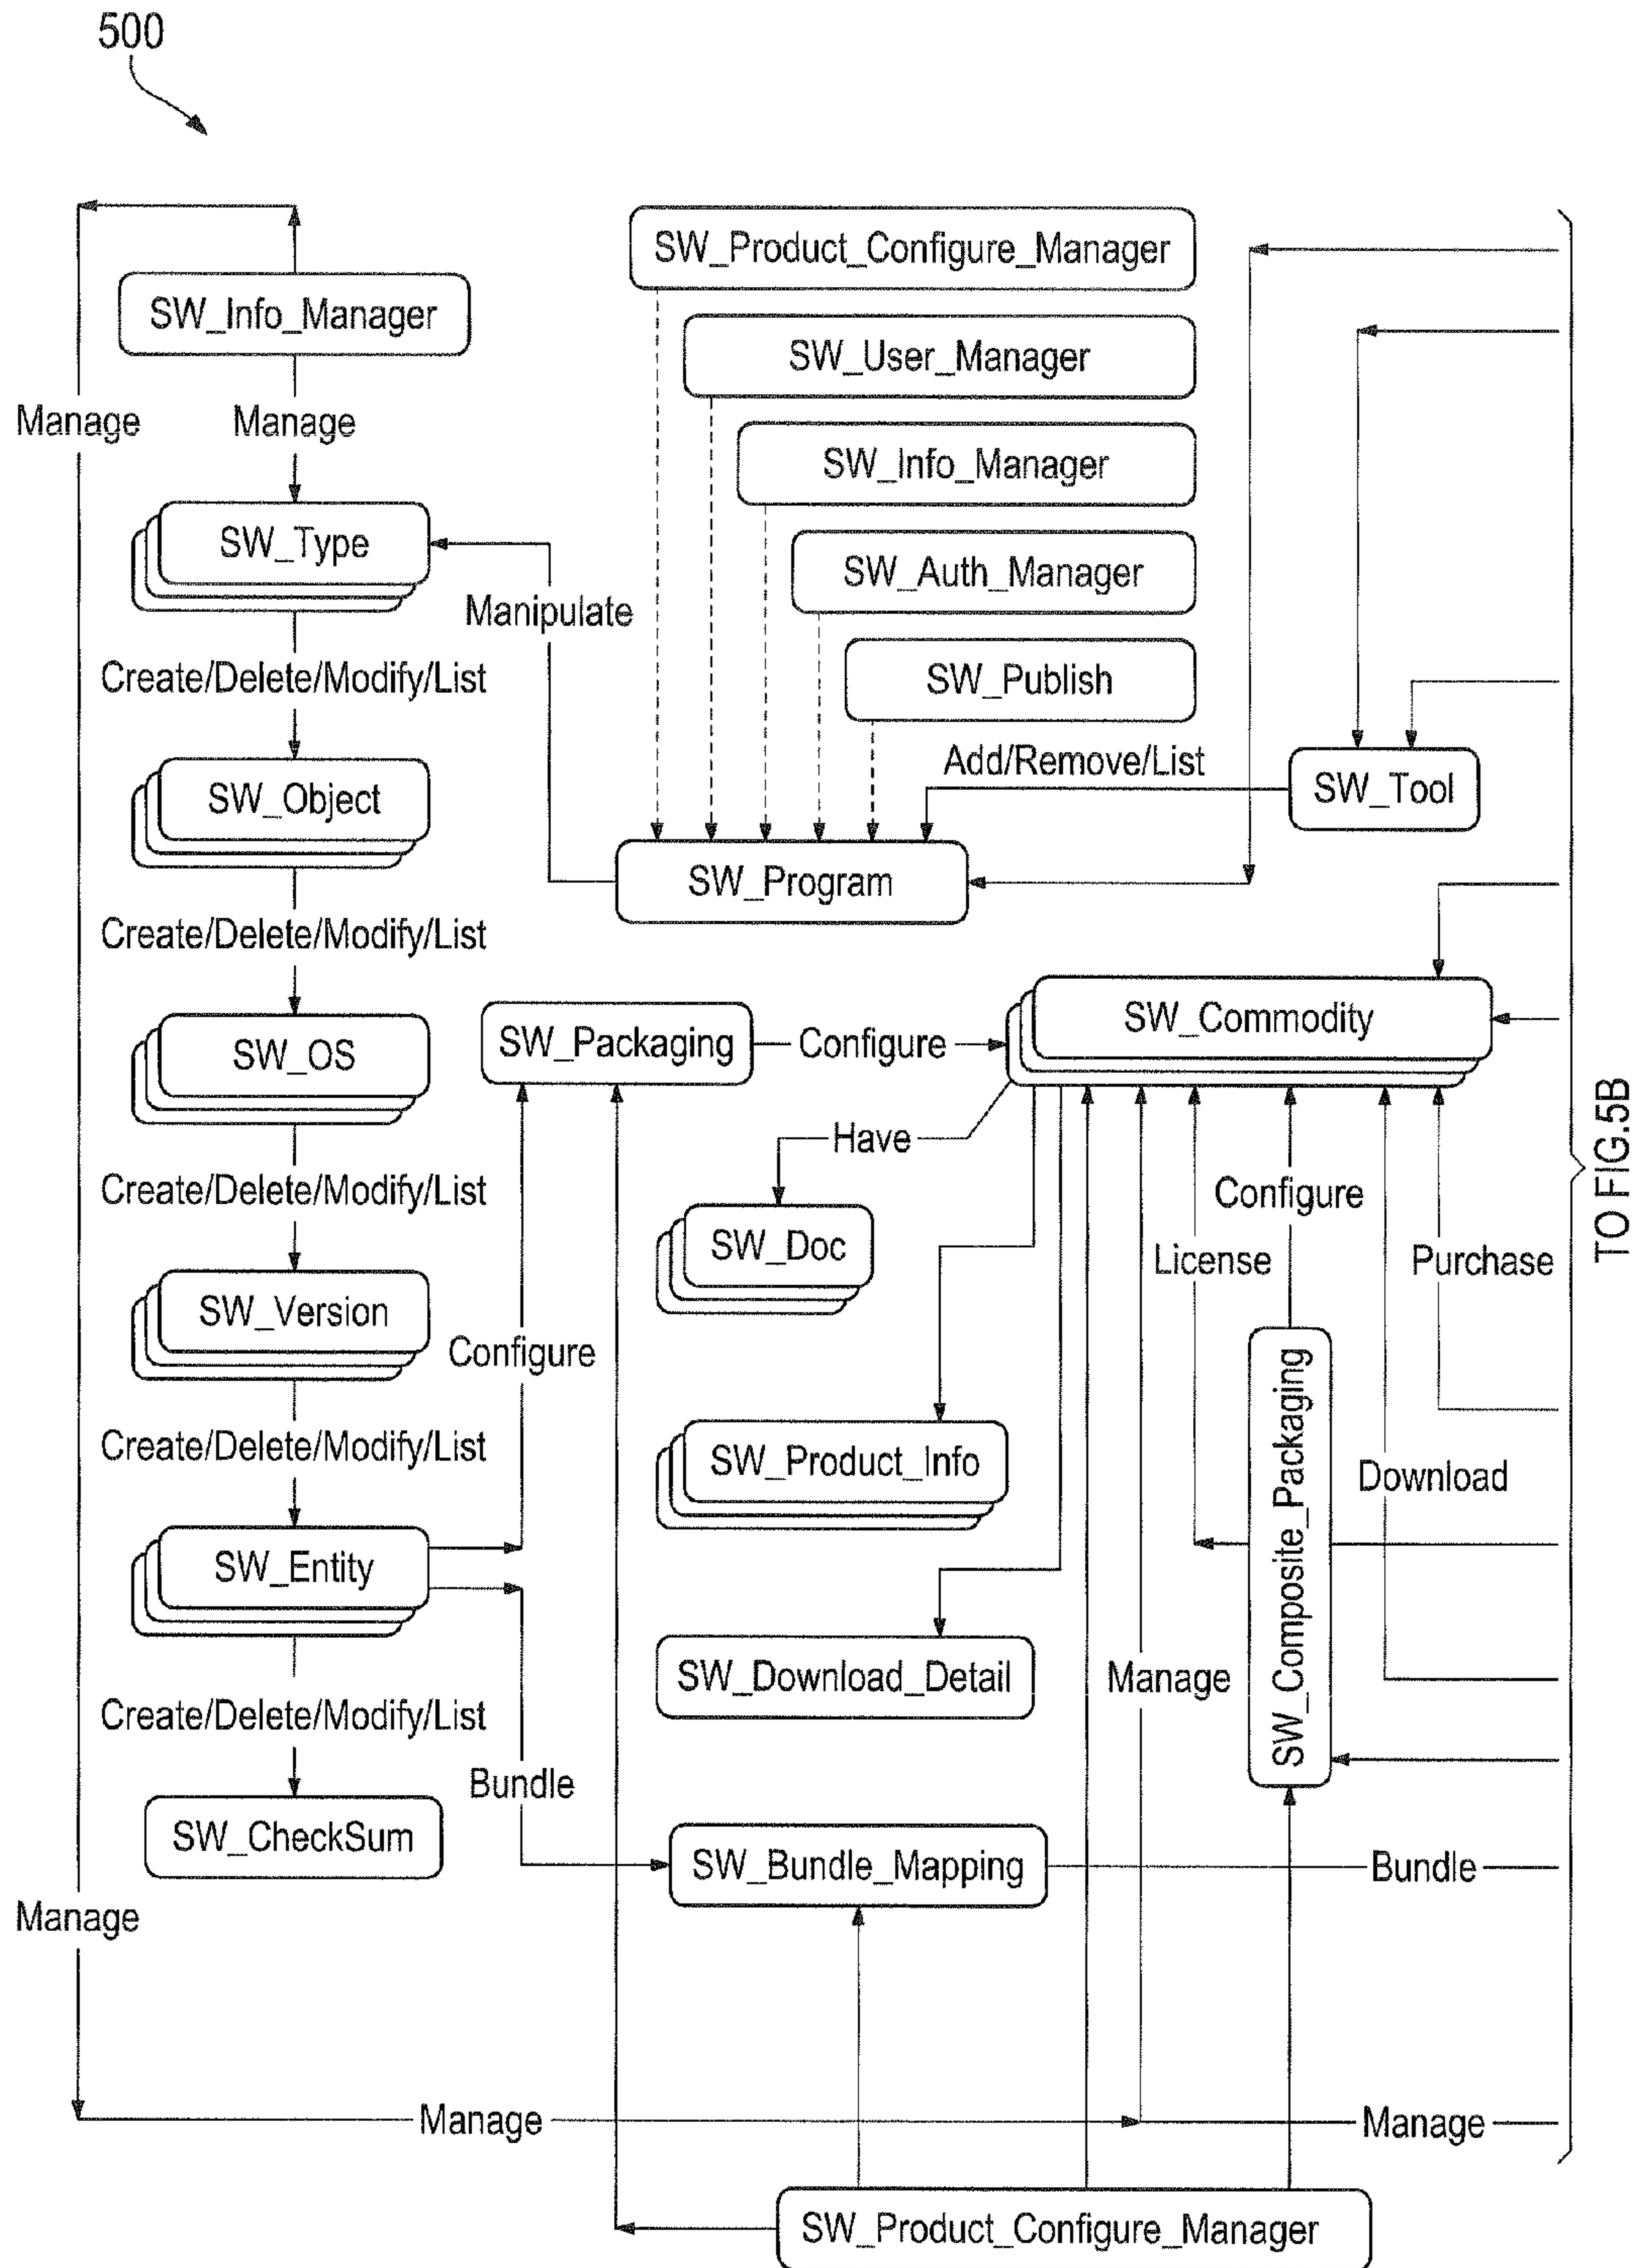 500
SW_Product_Configure_Manager
SW_Info_Manager
SW_User_Manager
Manage
Manage
SW_Info_Manager
SW_Type
SW_Auth_Manager
Manipulate
Create/Delete/Modify/List
SW_Publish
Add/Remove/List
SW_Object
SW_Tool
SW_Program
Create/Delete/Modify/List
SW_Commodity
SW_OS
SW_Packaging
Configure
Have
Create/Delete/Modify/List
Configure
SW_Doc
License
Purchase
TO FIG.5B
SW_Version
Configure
Create/Delete/Modify/List
SW_Product_Info
Download
SW_Composite_Packaging
SW_Entity
SW_Download_Detail
Manage
Create/Delete/Modify/List
Bundle
SW_CheckSum
SW_Bundle_Mapping
Bundle
Manage
Manage
Manage
SW_Product_Configure_Manager